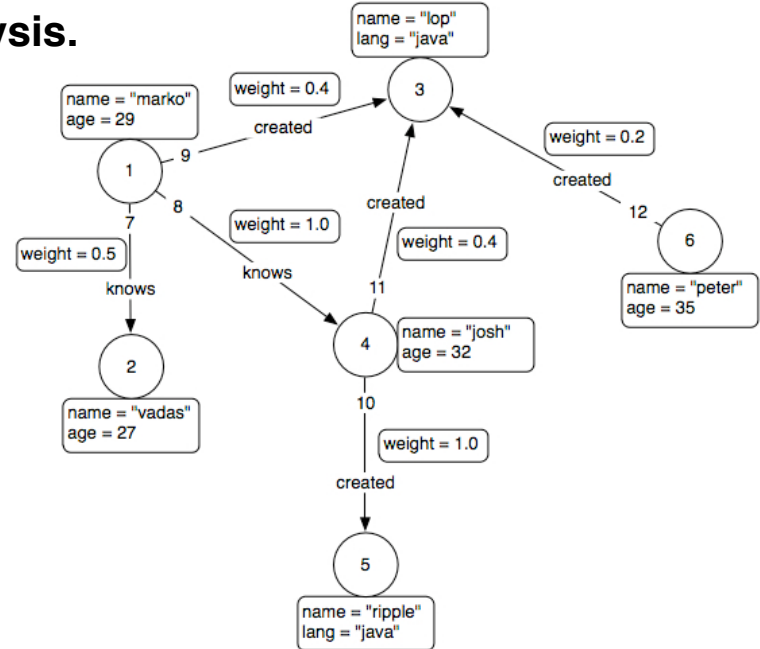 ysis.
name = "lop"
lang = "java"
3
weight = 0.4
created
name = "marko"
age = 29
1
9
8
7
weight = 0.2
created
12
6
name = "peter"
age = 35
weight = 1.0
knows
weight = 0.5
knows
created
weight = 0.4
11
4
name = "josh"
age = 32
2
name = "vadas"
age = 27
10
weight = 1.0
created
5
name = "ripple"
lang = "java"